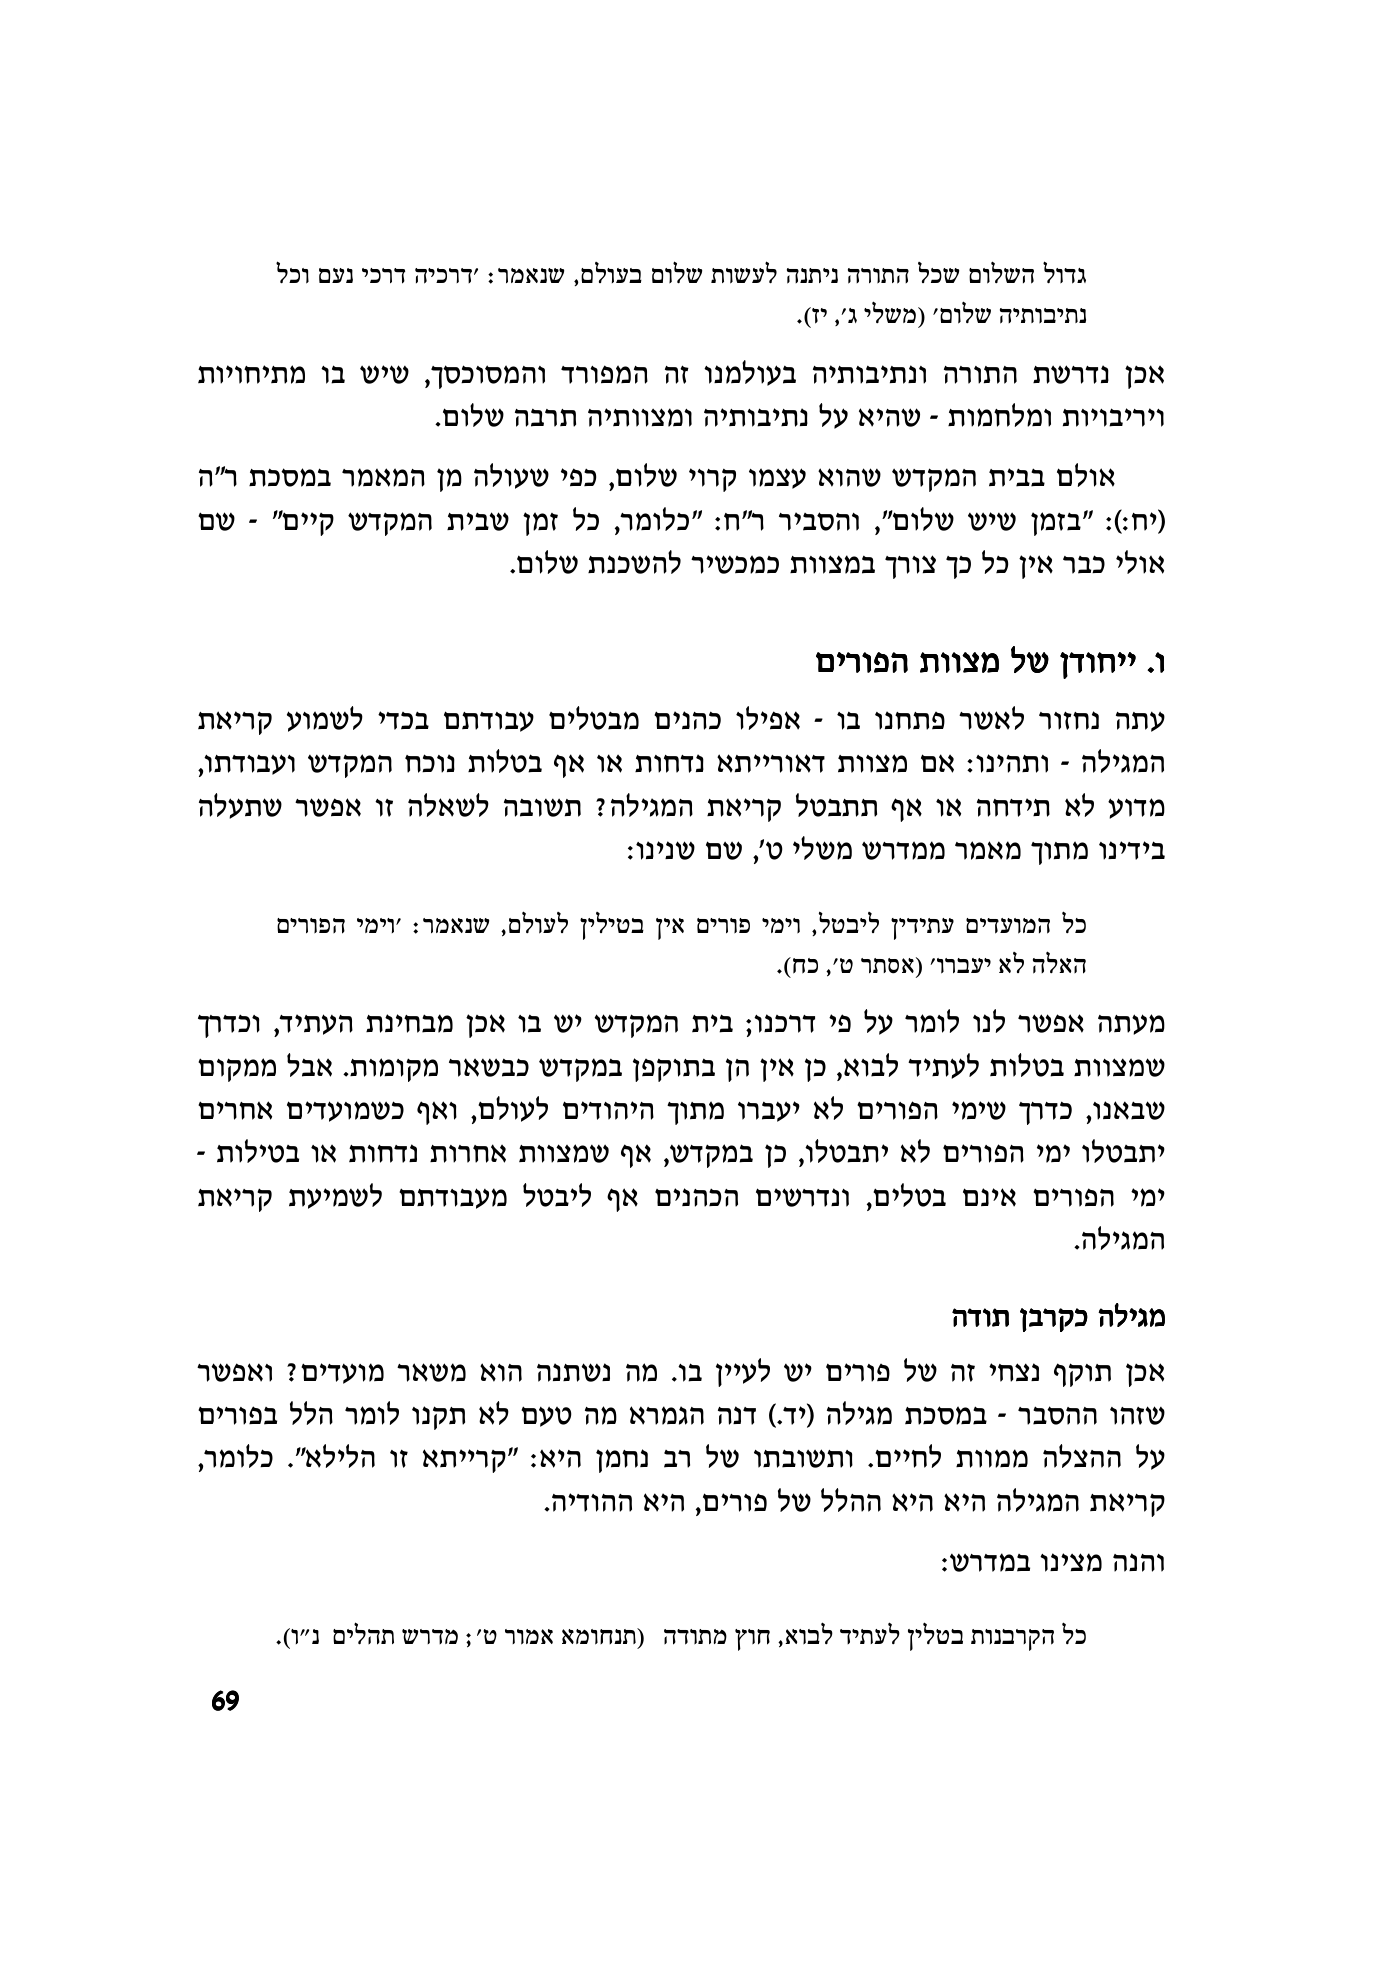 גדול השלום שכל התורה ניתנה לעשות שלום בעולם, שנאמר: 'דרכיה דרכי נעם וכל
נתיבותיה שלום' (משלי ג', יז).
אכן נדרשת התורה ונתיבותיה בעולמנו זה המפורד והמסוכסך, שיש בו מתיחויות
ויריבויות ומלחמות - שהיא על נתיבותיה ומצוותיה תרבה שלום.
אולם בבית המקדש שהוא עצמו קרוי שלום, כפי שעולה מן המאמר במסכת ר"ה
(יח:): "בזמן שיש שלום", והסביר ר"ח: "כלומר, כל זמן שבית המקדש קיים" - שם
אולי כבר אין כל כך צורך במצוות כמכשיר להשכנת שלום.
ו. ייחודן של מצוות הפורים
עתה נחזור לאשר פתחנו בו - אפילו כהנים מבטלים עבודתם בכדי לשמוע קריאת
המגילה - ותהינו: אם מצוות דאורייתא נדחות או אף בטלות נוכח המקדש ועבודתו,
מדוע לא תידחה או אף תתבטל קריאת המגילה? תשובה לשאלה זו אפשר שתעלה
בידינו מתוך מאמר ממדרש משלי ט', שם שנינו:
כל המועדים עתידין ליבטל, וימי פורים אין בטילין לעולם, שנאמר: 'וימי הפורים
האלה לא יעברו' (אסתר ט', כח).
מעתה אפשר לנו לומר על פי דרכנו; בית המקדש יש בו אכן מבחינת העתיד, וכדרך
שמצוות בטלות לעתיד לבוא, כן אין הן בתוקפן במקדש כבשאר מקומות. אבל ממקום
שבאנו, כדרך שימי הפורים לא יעברו מתוך היהודים לעולם, ואף כשמועדים אחרים
יתבטלו ימי הפורים לא יתבטלו, כן במקדש, אף שמצוות אחרות נדחות או בטילות -
ימי הפורים אינם בטלים, ונדרשים הכהנים אף ליבטל מעבודתם לשמיעת קריאת
המגילה.
מגילה כקרבן תודה
אכן תוקף נצחי זה של פורים יש לעיין בו. מה נשתנה הוא משאר מועדים? ואפשר
שזהו ההסבר - במסכת מגילה (יד.) דנה הגמרא מה טעם לא תקנו לומר הלל בפורים
על ההצלה ממוות לחיים. ותשובתו של רב נחמן היא: "קרייתא זו הלילא". כלומר,
קריאת המגילה היא היא ההלל של פורים, היא ההודיה.
והנה מצינו במדרש:
כל הקרבנות בטלין לעתיד לבוא, חוץ מתודה (תנחומא אמור ט'; מדרש תהלים נ"ו).
69